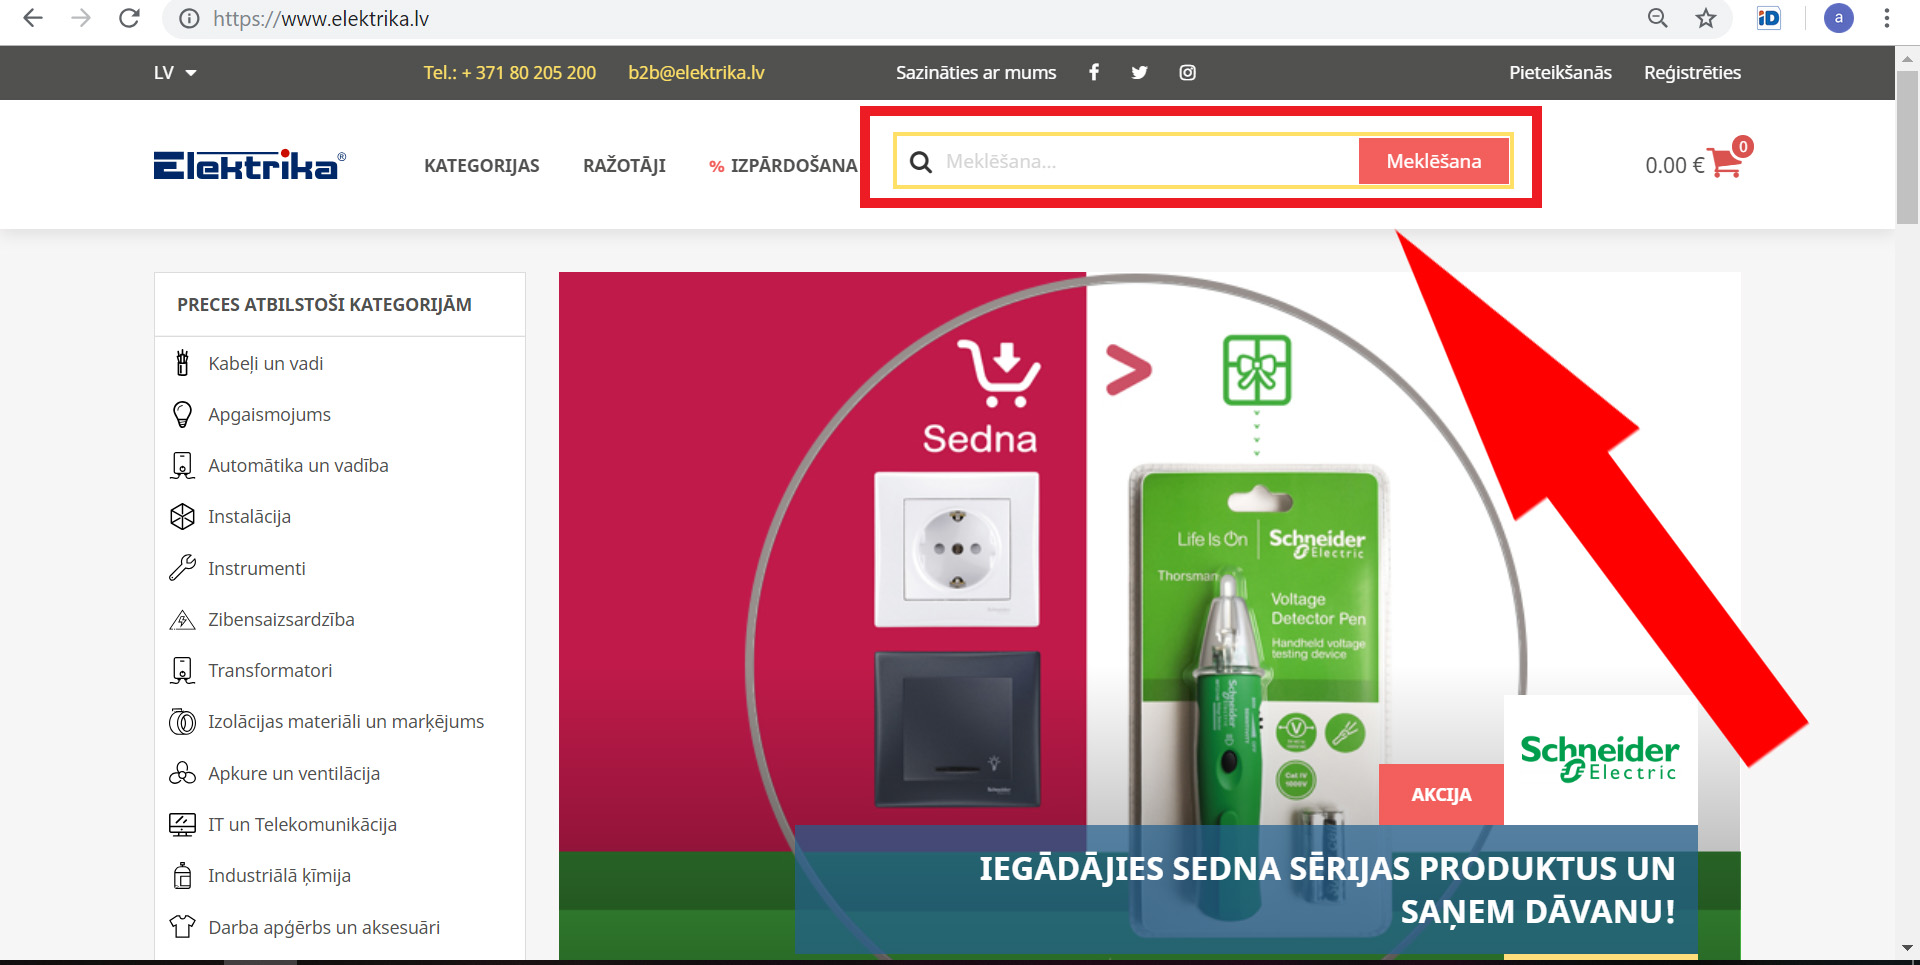 https://www.elektrika.lv
a
LV
Tel.: + 371 80 205 200
b2b@elektrika.lv
Sazināties ar mums
Pieteikšanās
Reģistrēties
Elektrika®
KATEGORIJAS
RAŽOTĀJI
% IZPĀRDOŠANA
Meklēšana...
Meklēšana
0.00 €
0
PRECES ATBILSTOŠI KATEGORIJĀM
Kabeļi un vadi
Apgaismojums
Automātika un vadība
Instalācija
Instrumenti
Zibensaizsardzība
Transformatori
Izolācijas materiāli un marķējums
Apkure un ventilācija
IT un Telekomunikācija
Industriālā ķīmija
Darba apģērbs un aksesuāri
Sedna
>
Life Is On
Schneider
Electric
Thorsman
Voltage
Detector Pen
Handheld voltage
testing device
Schneider
Cat IV
1000V
Schneider
Electric
AKCIJA
IEGĀDĀJIES SEDNA SĒRIJAS PRODUKTUS UN
SAŅEM DĀVANU!